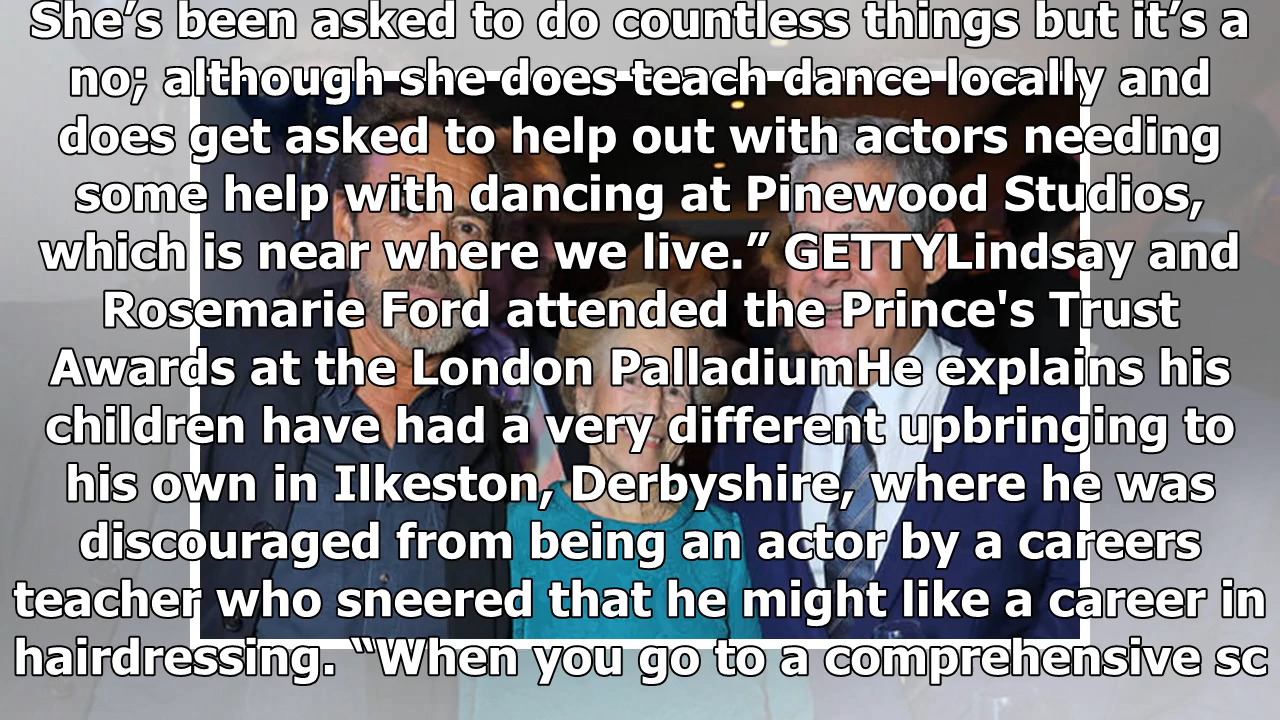 She’s been asked to do countless things but it’s a
no; although she does teach dance locally and
does get asked to help out with actors needing
some help with dancing at Pinewood Studios,
which is near where we live.” GETTYLindsay and
Rosemarie Ford attended the Prince's Trust
Awards at the London PalladiumHe explains his
children have had a very different upbringing to
his own in Ilkeston, Derbyshire, where he was
discouraged from being an actor by a careers
teacher who sneered that he might like a career in
hairdressing. “When you go to a comprehensive sc